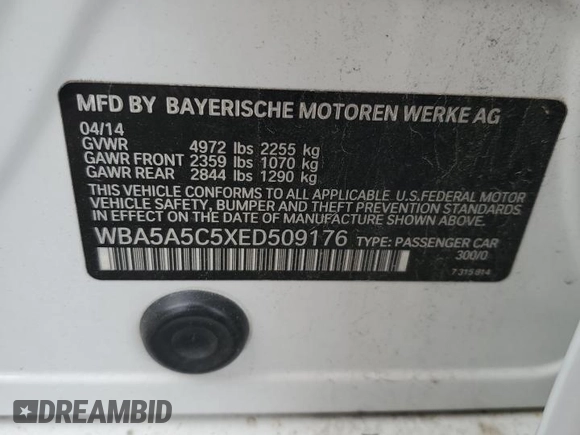 MFD BY BAYERISCHE MOTOREN WERKE AG
04/14
GVWR 4972 lbs 2255 kg
GAWR FRONT 2359 lbs 1070 kg
GAWR REAR 2844 lbs 1290 kg
THIS VEHICLE CONFORMS TO ALL APPLICABLE U.S.FEDERAL MOTOR
VEHICLE SAFETY, BUMPER AND THEFT PREVENTION STANDARDS
IN EFFECT ON THE DATE OF MANUFACTURE SHOWN ABOVE.
WBA5A5C5XED509176 TYPE: PASSENGER CAR
300/0
7 315 914
DREAMBID